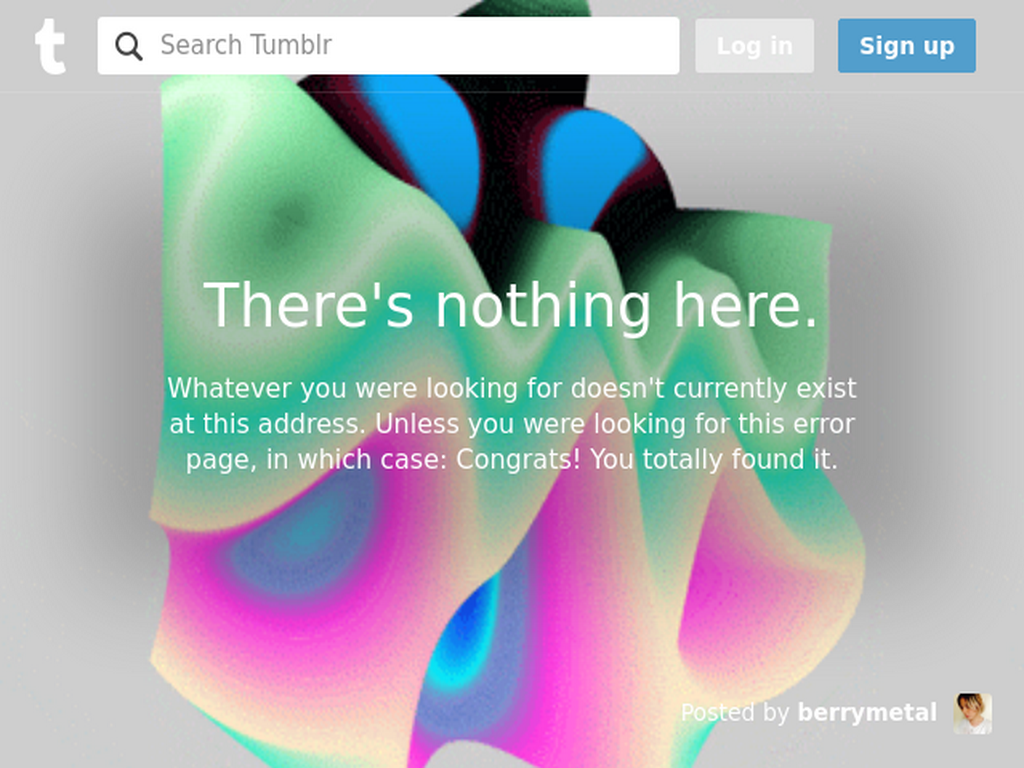 t
Search Tumblr
Log in
Sign up
There's nothing here.
Whatever you were looking for doesn't currently exist
at this address. Unless you were looking for this error
page, in which case: Congrats! You totally found it.
Posted by berrymetal